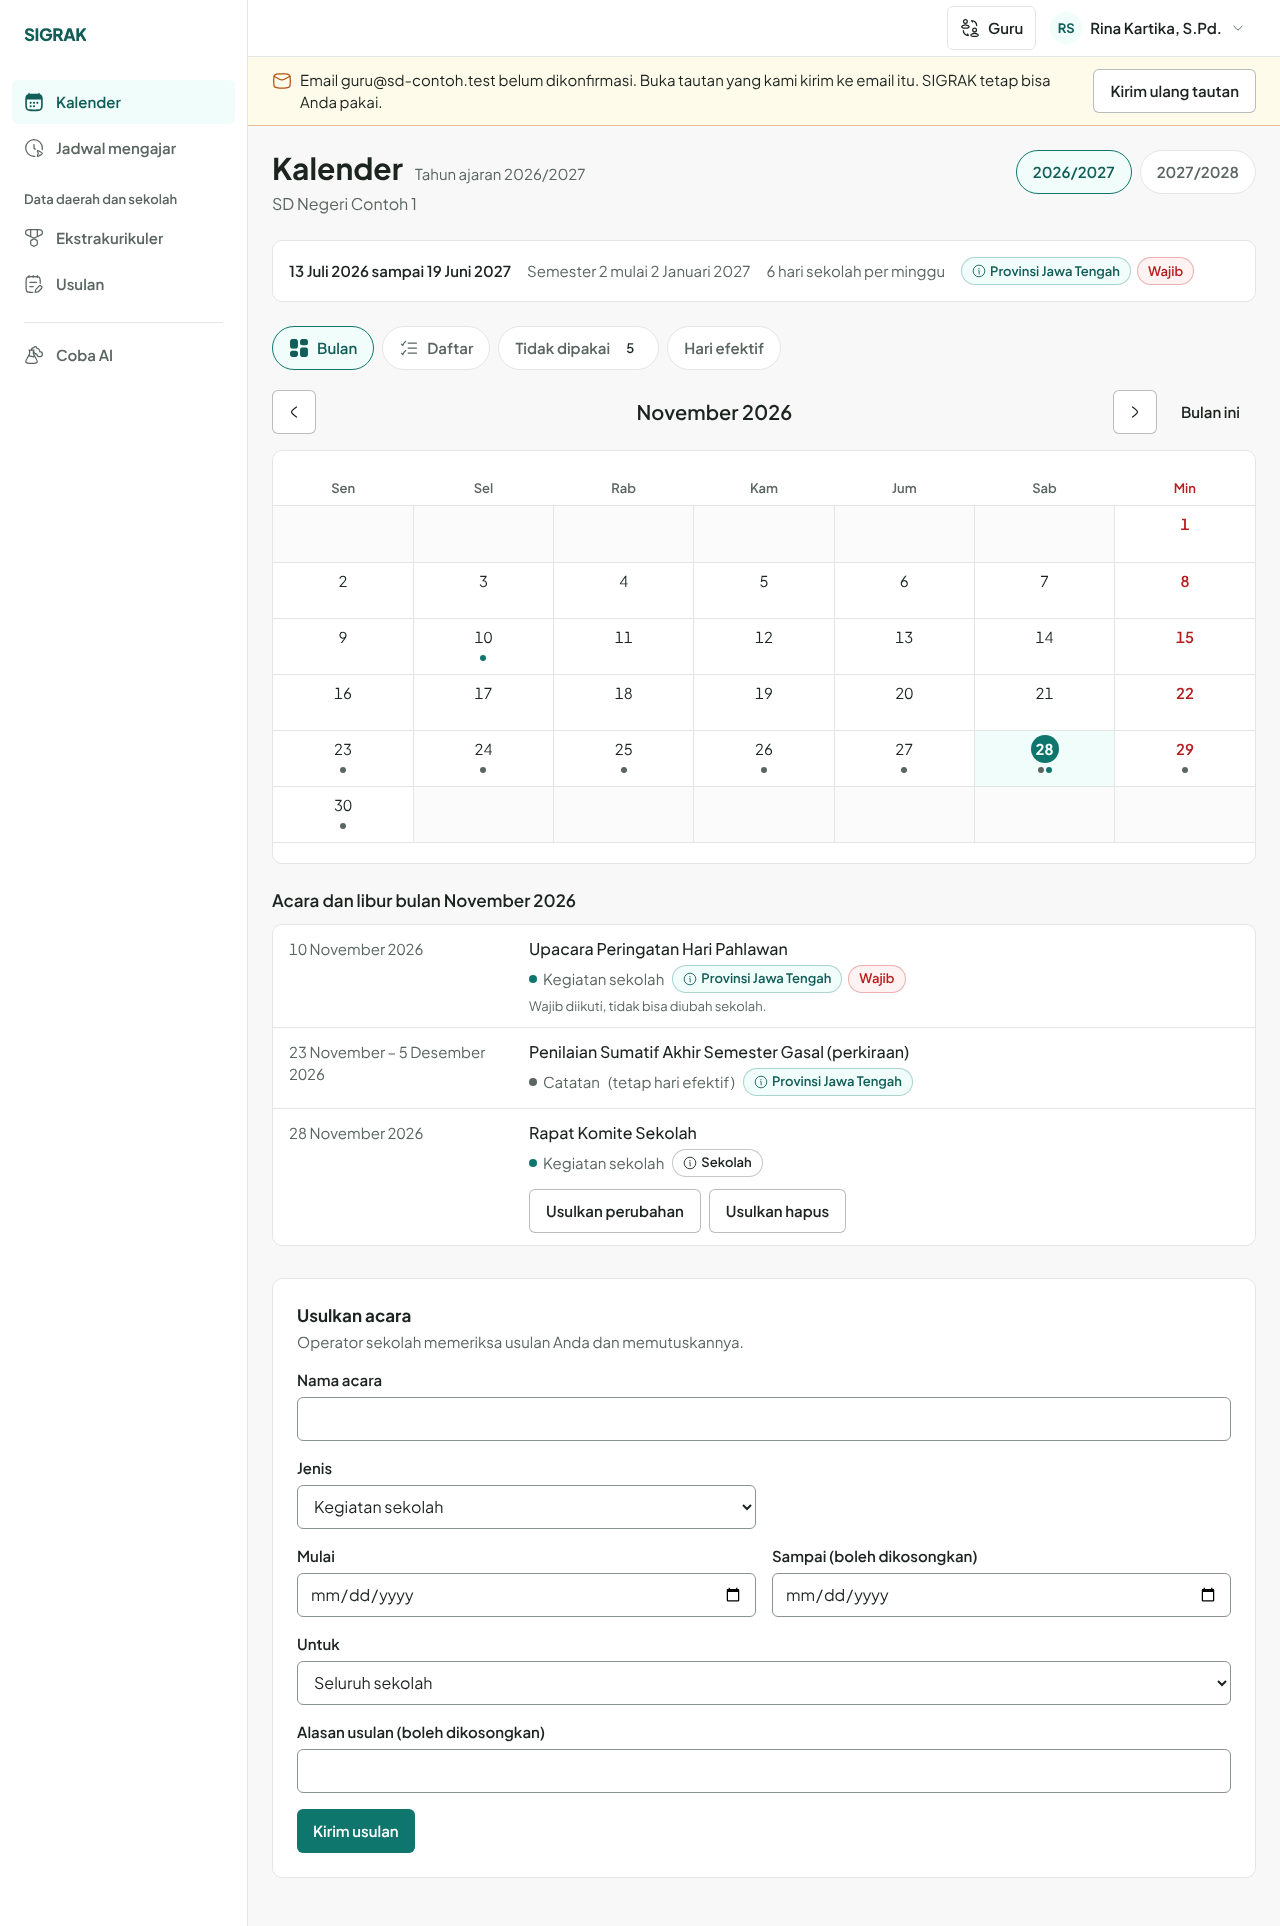 SIGRAK
Guru
RS
Rina Kartika, S.Pd.
Kalender
Jadwal mengajar
Data daerah dan sekolah
Ekstrakurikuler
Usulan
Coba AI
Email guru@sd-contoh.test belum dikonfirmasi. Buka tautan yang kami kirim ke email itu. SIGRAK tetap bisa
Anda pakai.
Kirim ulang tautan
Kalender Tahun ajaran 2026/2027
SD Negeri Contoh 1
2026/2027
2027/2028
13 Juli 2026 sampai 19 Juni 2027
Semester 2 mulai 2 Januari 2027
6 hari sekolah per minggu
Provinsi Jawa Tengah
Wajib
Bulan
Daftar
Tidak dipakai 5
Hari efektif
November 2026
Bulan ini
Sen Sel Rab Kam Jum Sab Min
1
2 3 4 5 6 7 8
9 10 11 12 13 14 15
16 17 18 19 20 21 22
23 24 25 26 27 28 29
30
Acara dan libur bulan November 2026
10 November 2026
Upacara Peringatan Hari Pahlawan
Kegiatan sekolah Provinsi Jawa Tengah Wajib
Wajib diikuti, tidak bisa diubah sekolah.
23 November – 5 Desember
2026
Penilaian Sumatif Akhir Semester Gasal (perkiraan)
Catatan (tetap hari efektif) Provinsi Jawa Tengah
28 November 2026
Rapat Komite Sekolah
Kegiatan sekolah Sekolah
Usulkan perubahan
Usulkan hapus
Usulkan acara
Operator sekolah memeriksa usulan Anda dan memutuskannya.
Nama acara
Jenis
Kegiatan sekolah
Mulai
mm/dd/yyyy
Sampai (boleh dikosongkan)
mm/dd/yyyy
Untuk
Seluruh sekolah
Alasan usulan (boleh dikosongkan)
Kirim usulan